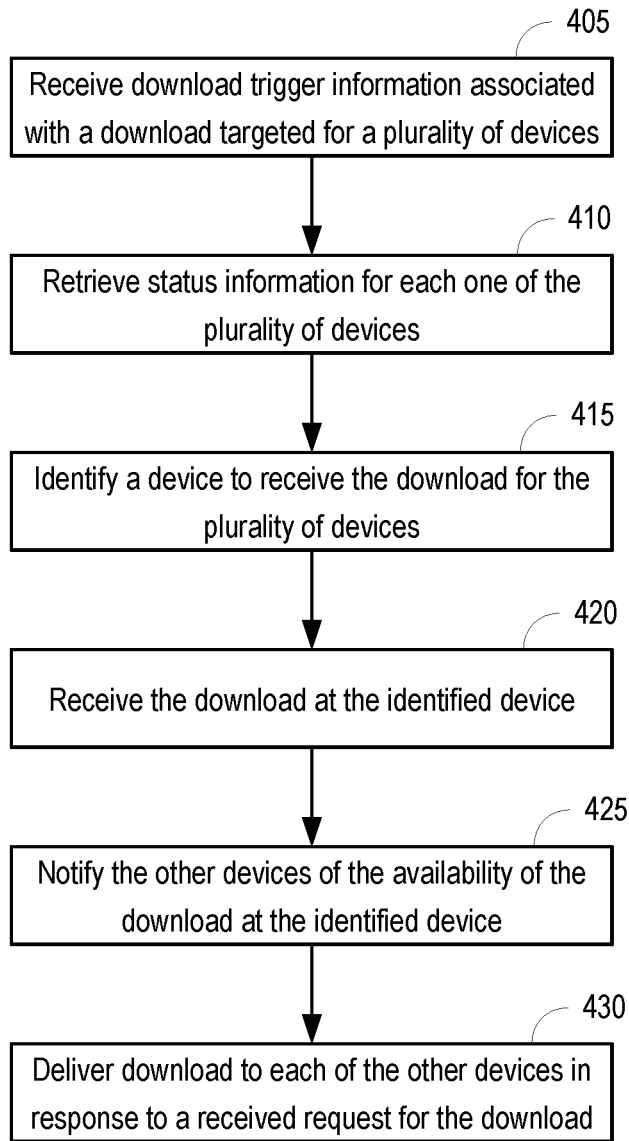 405
Receive download trigger information associated
with a download targeted for a plurality of devices
410
Retrieve status information for each one of the
plurality of devices
415
Identify a device to receive the download for the
plurality of devices
420
Receive the download at the identified device
425
Notify the other devices of the availability of the
download at the identified device
430
Deliver download to each of the other devices in
response to a received request for the download